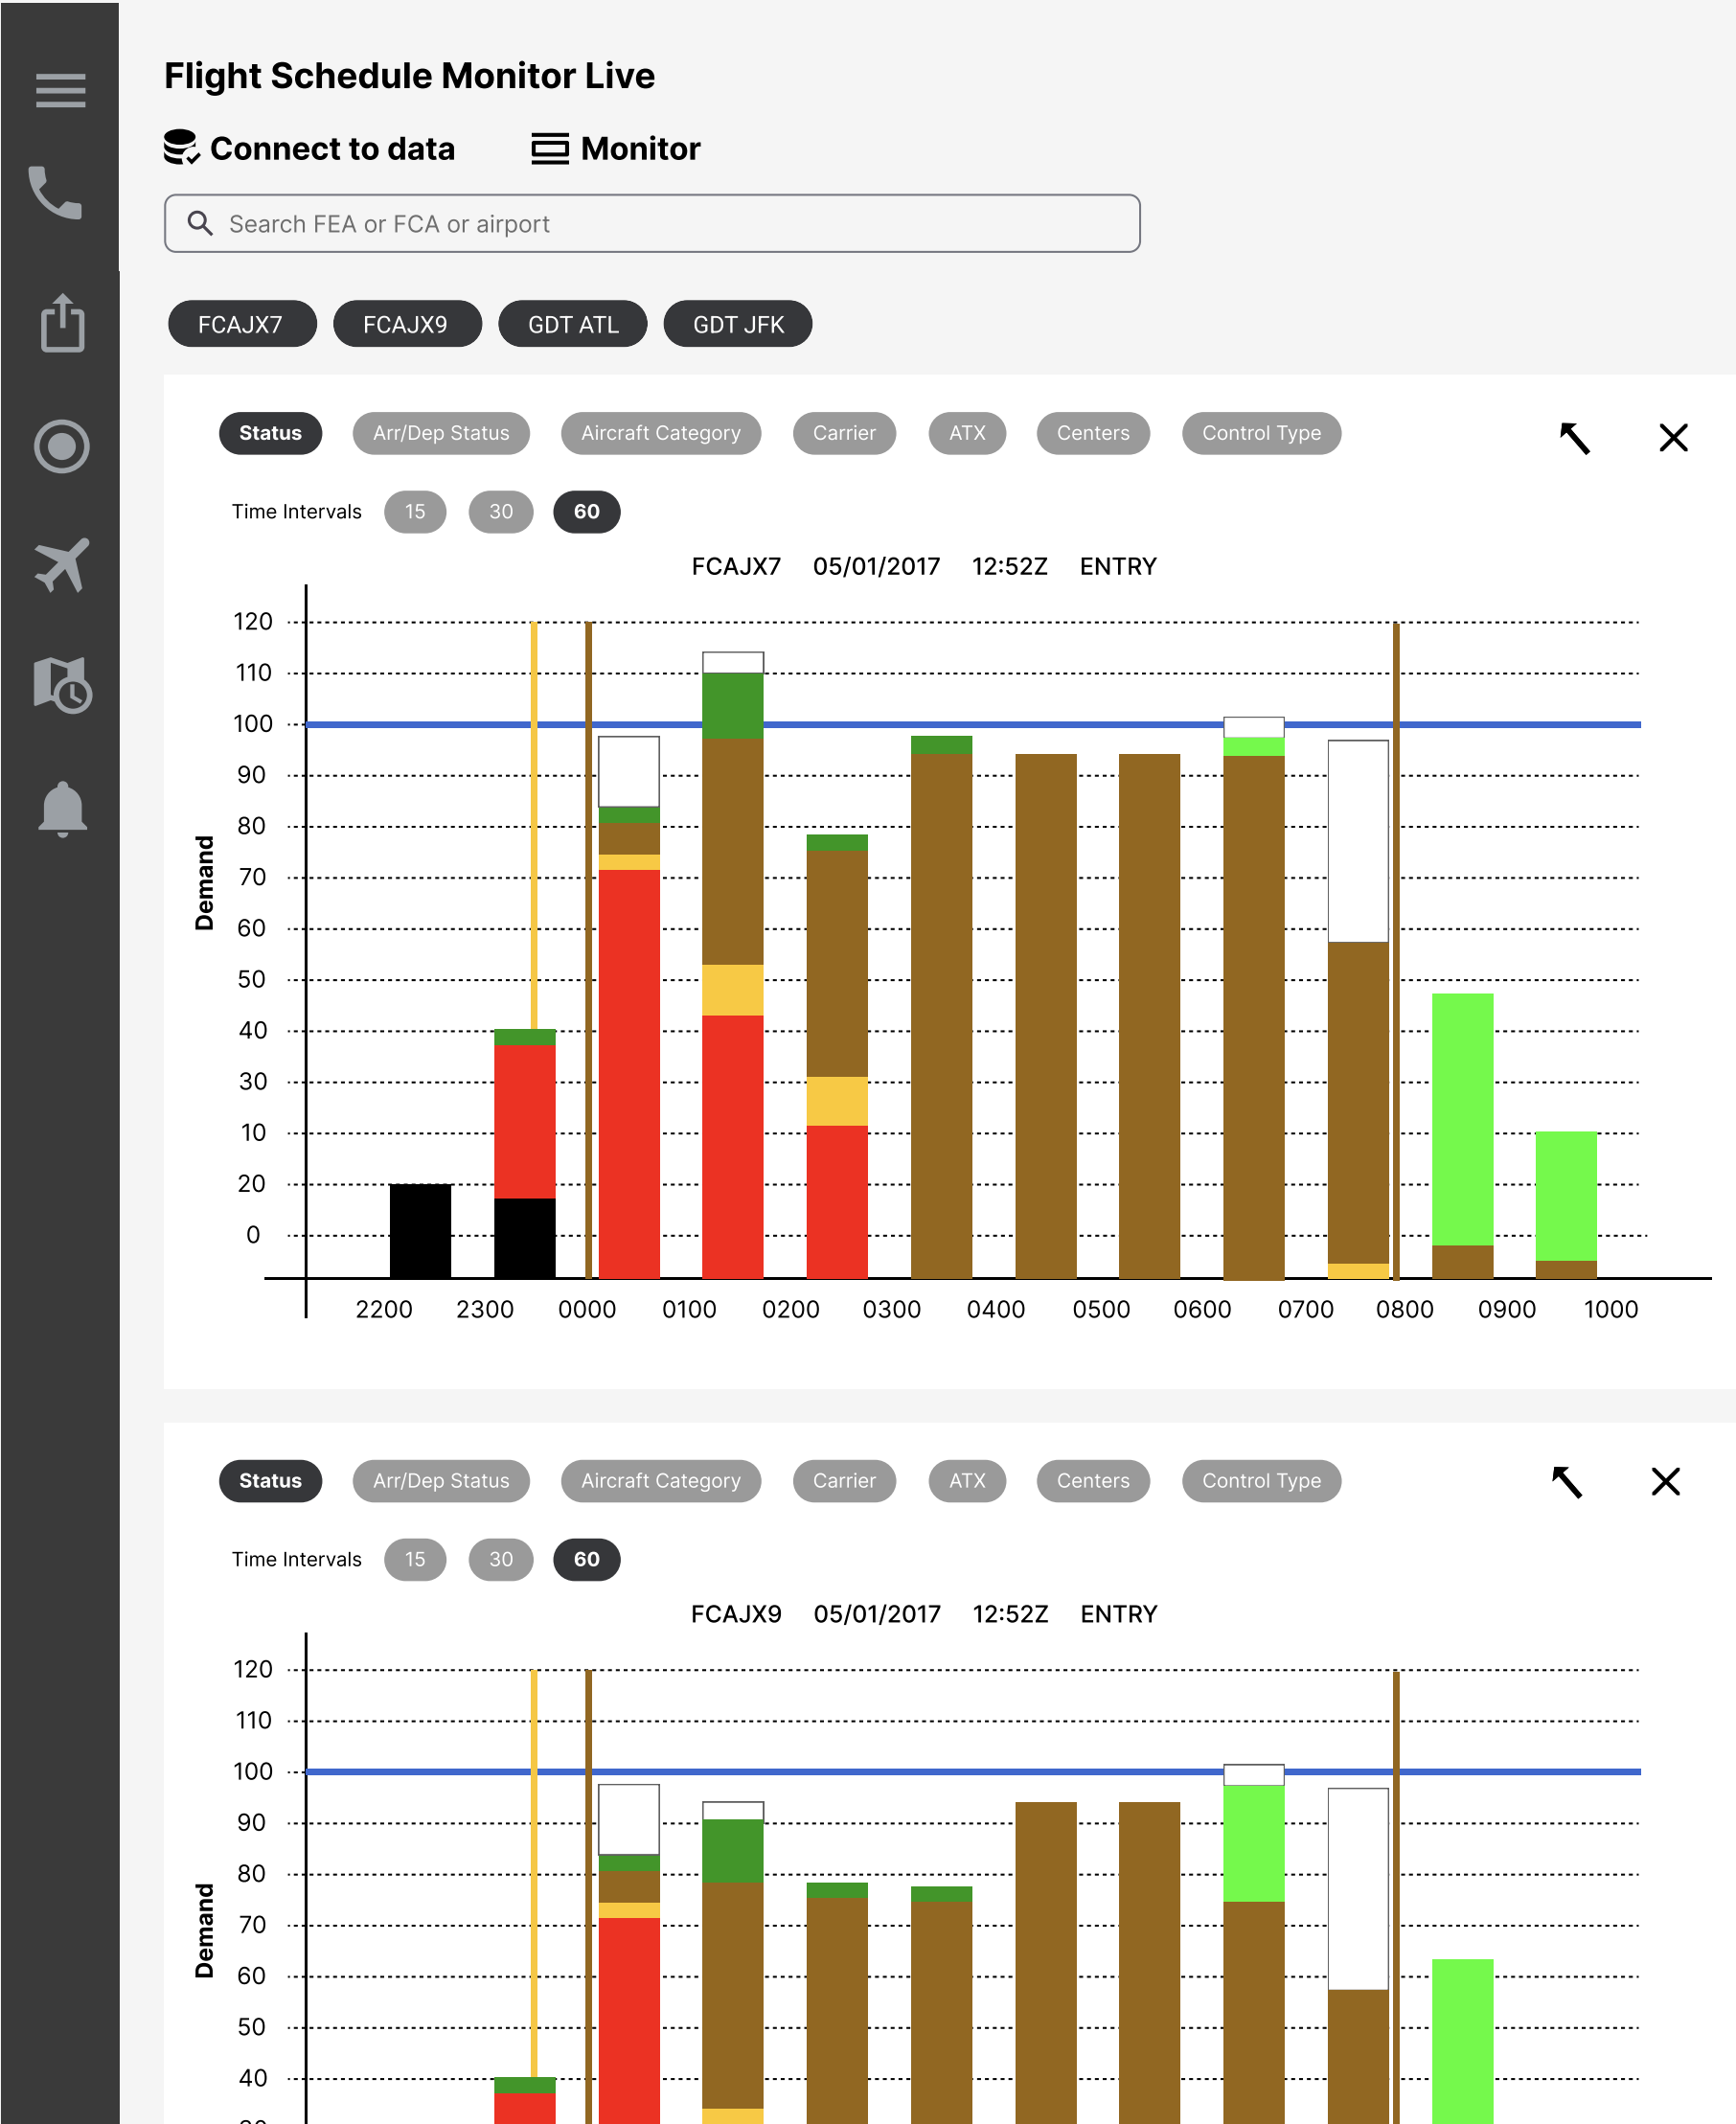 Flight Schedule Monitor Live
Connect to data Monitor
Search FEA or FCA or airport
FCAJX7 FCAJX9 GDT ATL GDT JFK
Status Arr/Dep Status Aircraft Category Carrier ATX Centers Control Type
Time Intervals 15 30 60
FCAJX7 05/01/2017 12:52Z ENTRY
120
110
100
90
80
70
60
50
40
30
10
20
0
Demand
2200 2300 0000 0100 0200 0300 0400 0500 0600 0700 0800 0900 1000
Status Arr/Dep Status Aircraft Category Carrier ATX Centers Control Type
Time Intervals 15 30 60
FCAJX9 05/01/2017 12:52Z ENTRY
120
110
100
90
80
70
60
50
40
Demand